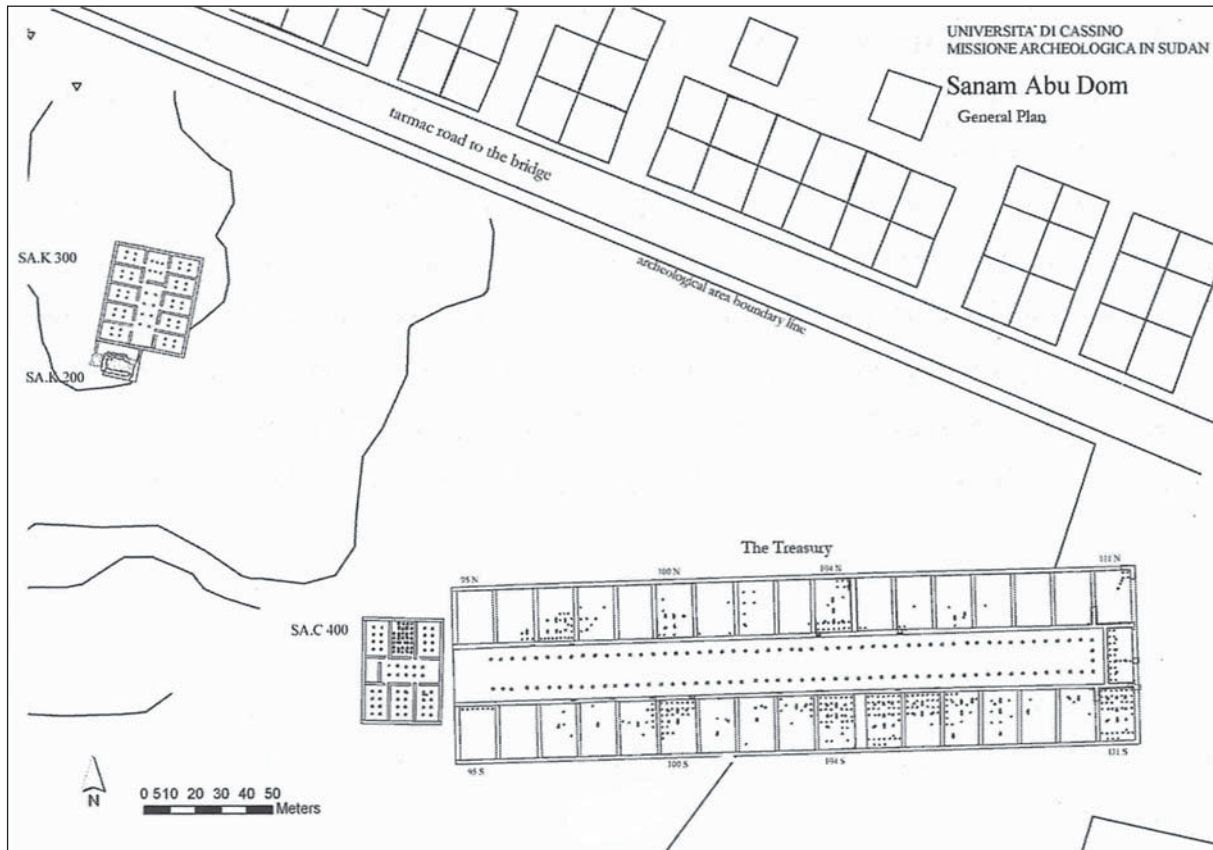 UNIVERSITA' DI CASSINO
MISSIONE ARCHEOLOGICA IN SUDAN
Sanam Abu Dom
General Plan
tarmac road to the bridge
archeological area boundary line
SA.K 300
SA.K 200
The Treasury
95 N
100 N
104 N
111 N
SA.C 400
95 S
100 S
104 S
111 S
N
0 510 20 30 40 50
Meters